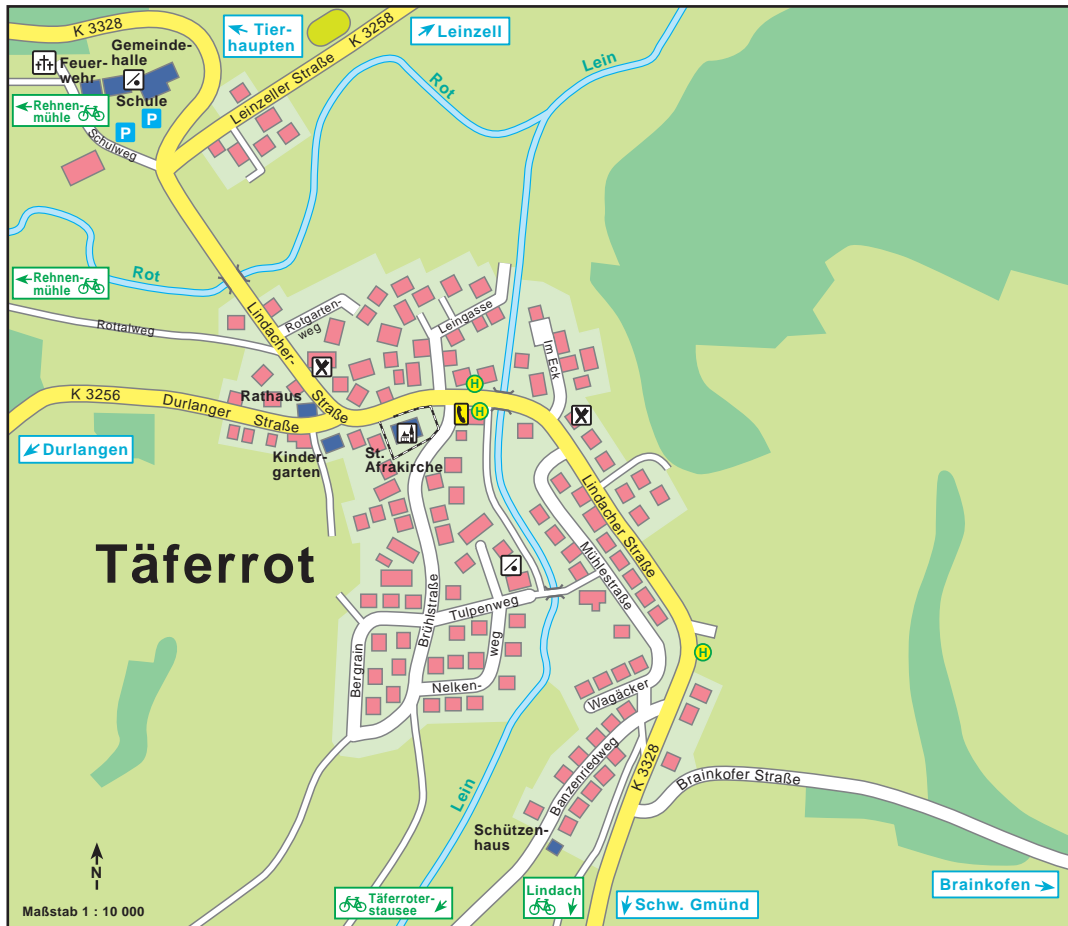 K 3328
Tier-
haupten
K 3258
Leinzell
Gemeinde-
halle
Feuer-
wehr
Schule
Rehnen-
mühle
P
P
Schulweg
Leinzeller Straße
Rot
Lein
Rot
Rehnen-
mühle
Rottalweg
Lindacher-
Straße
Rotgarten-
weg
Leingasse
Im Eck
K 3256
Durlanger
Straße
Rathaus
H
H
Durlangen
Kinder-
garten
St.
Afrakirche
Lindacher Straße
Täferrot
Mühlestraße
Brühlstraße
Tulpenweg
Bergrain
Nelken-
weg
H
Wagäcker
Banzenriedweg
K 3328
Brainkofer Straße
Lein
Schützen-
haus
N
Maßstab 1 : 10 000
Täferroter-
stausee
Lindach
Schw. Gmünd
Brainkofen